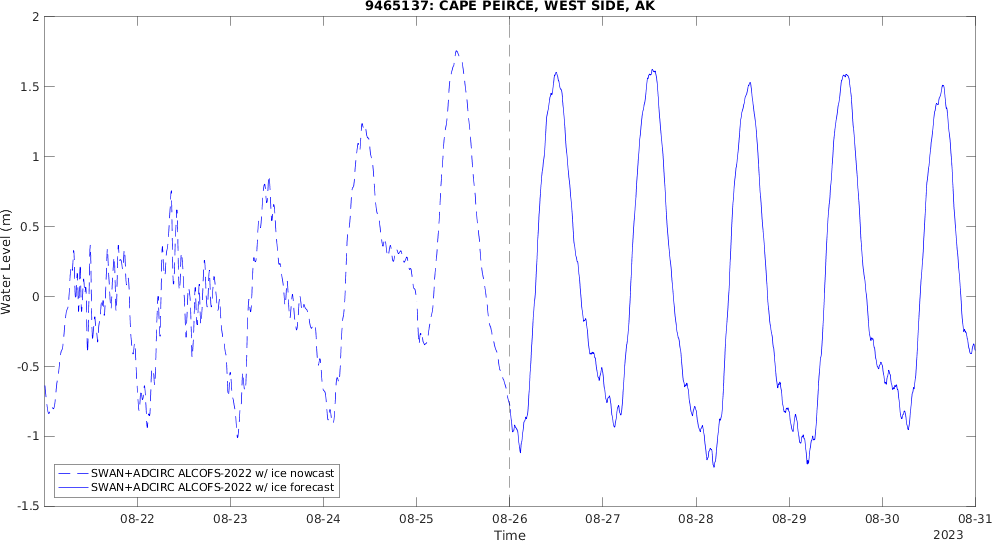 9465137: CAPE PEIRCE, WEST SIDE, AK
Water Level (m)
2
1.5
1
0.5
0
-0.5
-1
-1.5
SWAN+ADCIRC ALCOFS-2022 w/ ice nowcast
SWAN+ADCIRC ALCOFS-2022 w/ ice forecast
08-22 08-23 08-24 08-25 08-26 08-27 08-28 08-29 08-30 08-31
Time
2023